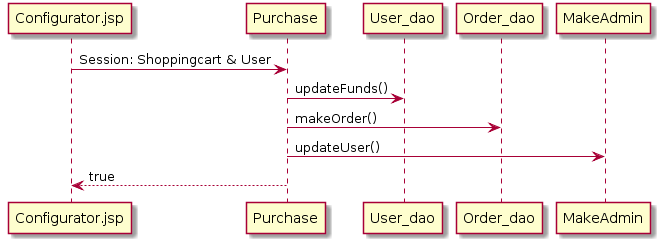 Configurator.jsp
Purchase
User_dao
Order_dao
MakeAdmin
Session: Shoppingcart & User
updateFunds()
makeOrder()
updateUser()
true
Configurator.jsp
Purchase
User_dao
Order_dao
MakeAdmin